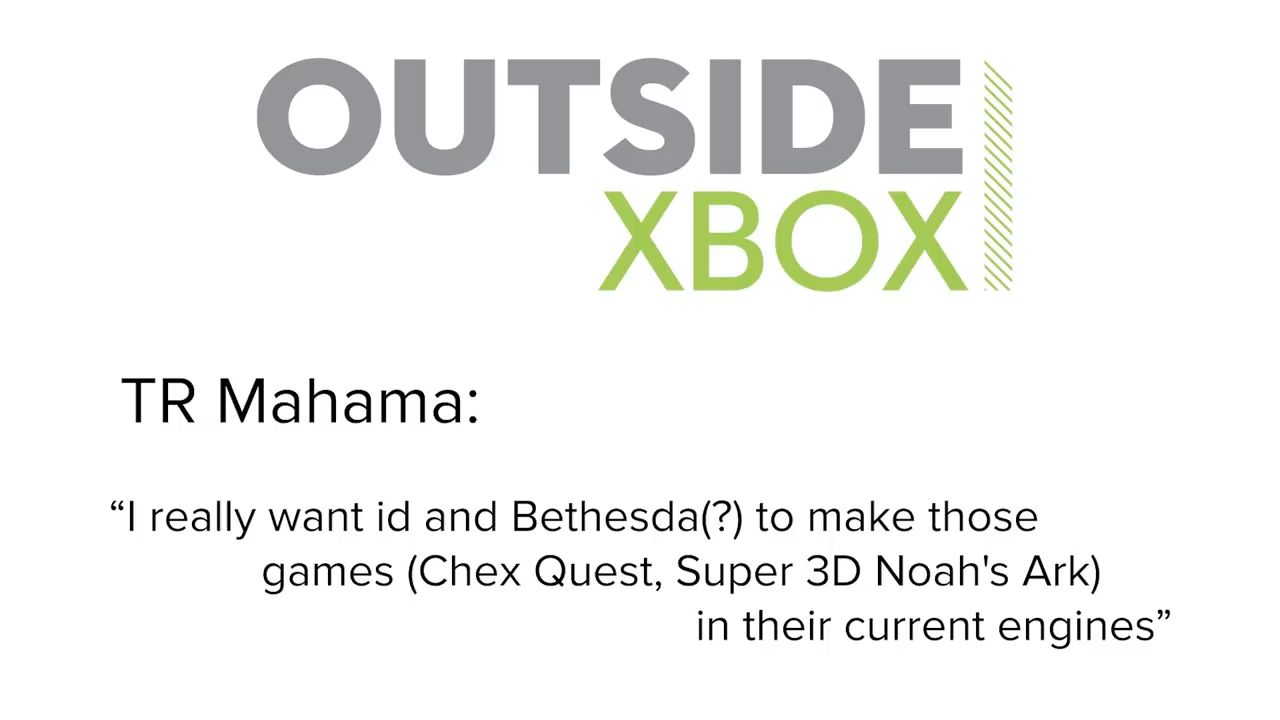 OUTSIDE
XBOX
TR Mahama:
“I really want id and Bethesda(?) to make those
games (Chex Quest, Super 3D Noah's Ark)
in their current engines”